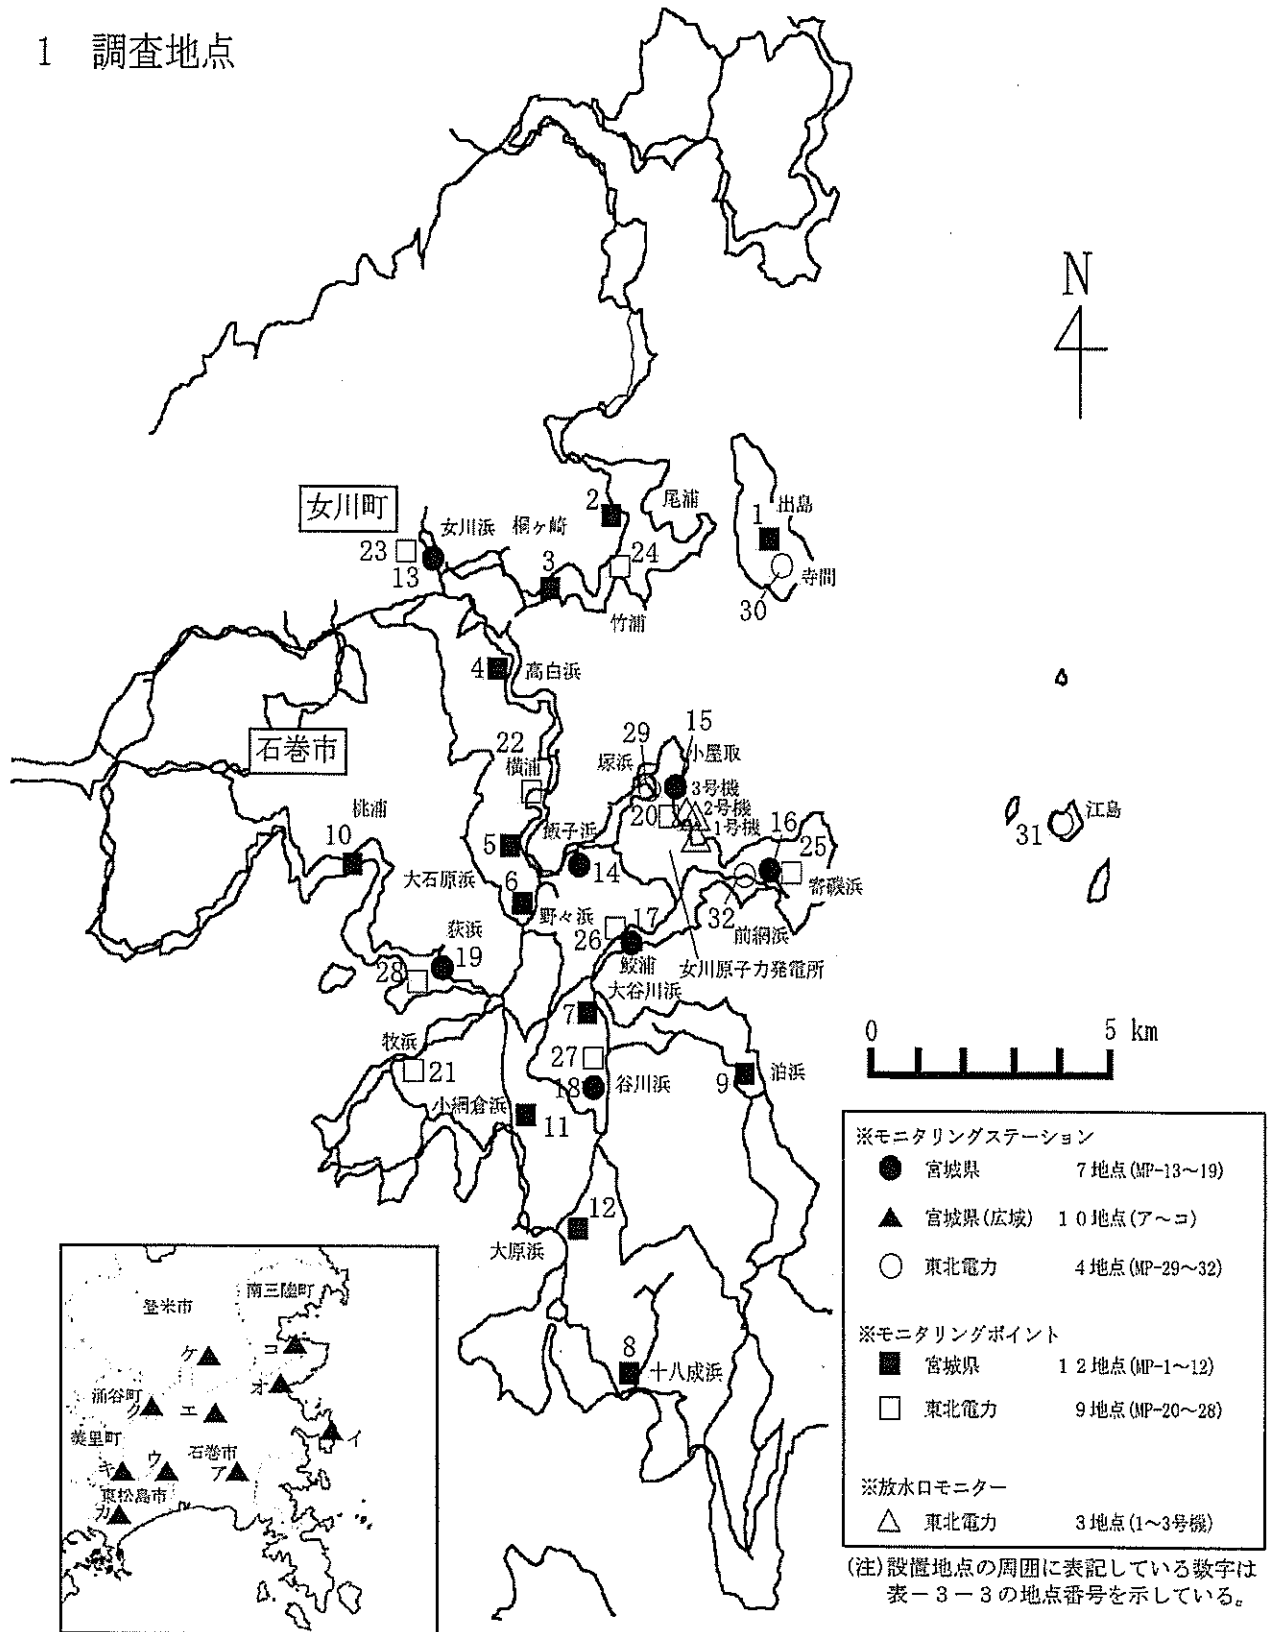 1 調査地点
N
女川町
2
尾浦
1
出島
23
女川浜
桐ヶ崎
13
3
24
寺間
30
竹浦
4
高白浜
石巻市
22
横浦
29
15
塚浜
小屋取
3号機
2号機
1号機
20
桃浦
10
5
飯子浜
14
16
25
31
江島
大石原浜
6
野々浜
寄磯浜
32
前網浜
荻浜
19
28
26
17
鮫浦
女川原子力発電所
大谷川浜
7
0 5 km
牧浜
21
27
18
谷川浜
9
泊浜
小網倉浜
11
12
大原浜
8
十八成浜
※モニタリングステーション
● 宮城県 7地点(MP-13~19)
▲ 宮城県(広域) 10地点(ア~コ)
○ 東北電力 4地点(MP-29~32)
※モニタリングポイント
■ 宮城県 12地点(MP-1~12)
□ 東北電力 9地点(MP-20~28)
※放水口モニター
△ 東北電力 3地点(1~3号機)
(注)設置地点の周囲に表記している数字は
表-3-3の地点番号を示している。
南三陸町
登米市
ケ
コ
オ
涌谷町
ク
エ
イ
美里町
石巻市
キ
ウ
ア
東松島市
カ